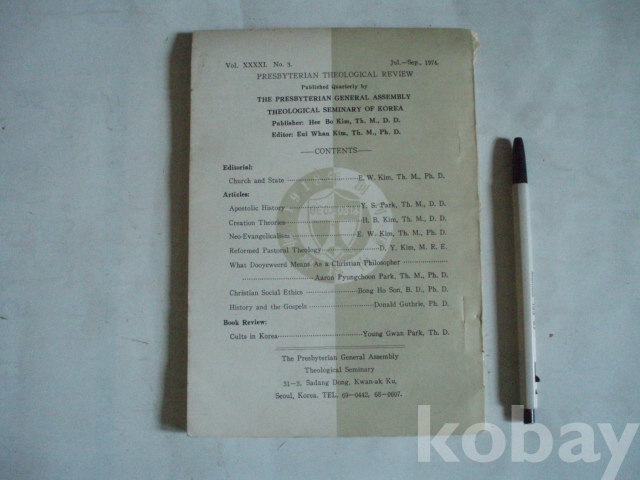 Vol. XXXXI. No. 3. Jul.—Sep., 1974.
PRESBYTERIAN THEOLOGICAL REVIEW
Published Quarterly by
THE PRESBYTERIAN GENERAL ASSEMBLY
THEOLOGICAL SEMINARY OF KOREA
Publisher: Hee Bo Kim, Th. M., D. D.
Editor: Eui Whan Kim, Th. M., Ph. D.
——CONTENTS——
Editorial:
Church and State E. W. Kim, Th. M., Ph. D.
Articles:
Apostolic History Y. S. Park, Th. M., D. D.
Creation Theories H. B. Kim, Th. M., D. D.
Neo-Evangelicalism E. W. Kim, Th. M., Ph. D.
Reformed Pastoral Theology D. Y. Kim, M. R. E.
What Dooyeweerd Means As a Christian Philosopher
Aaron Pyungchoon Park, Th. M., Ph. D.
Christian Social Ethics Bong Ho Son, B. D., Ph. D.
History and the Gospels Donald Guthrie, Ph. D.
Book Review:
Cults in Korea Young Gwan Park, Th. D.
The Presbyterian General Assembly
Theological Seminary
31—3, Sadang Dong, Kwan-ak Ku,
Seoul, Korea. TEL. 69—0442, 68—0607.
kobay